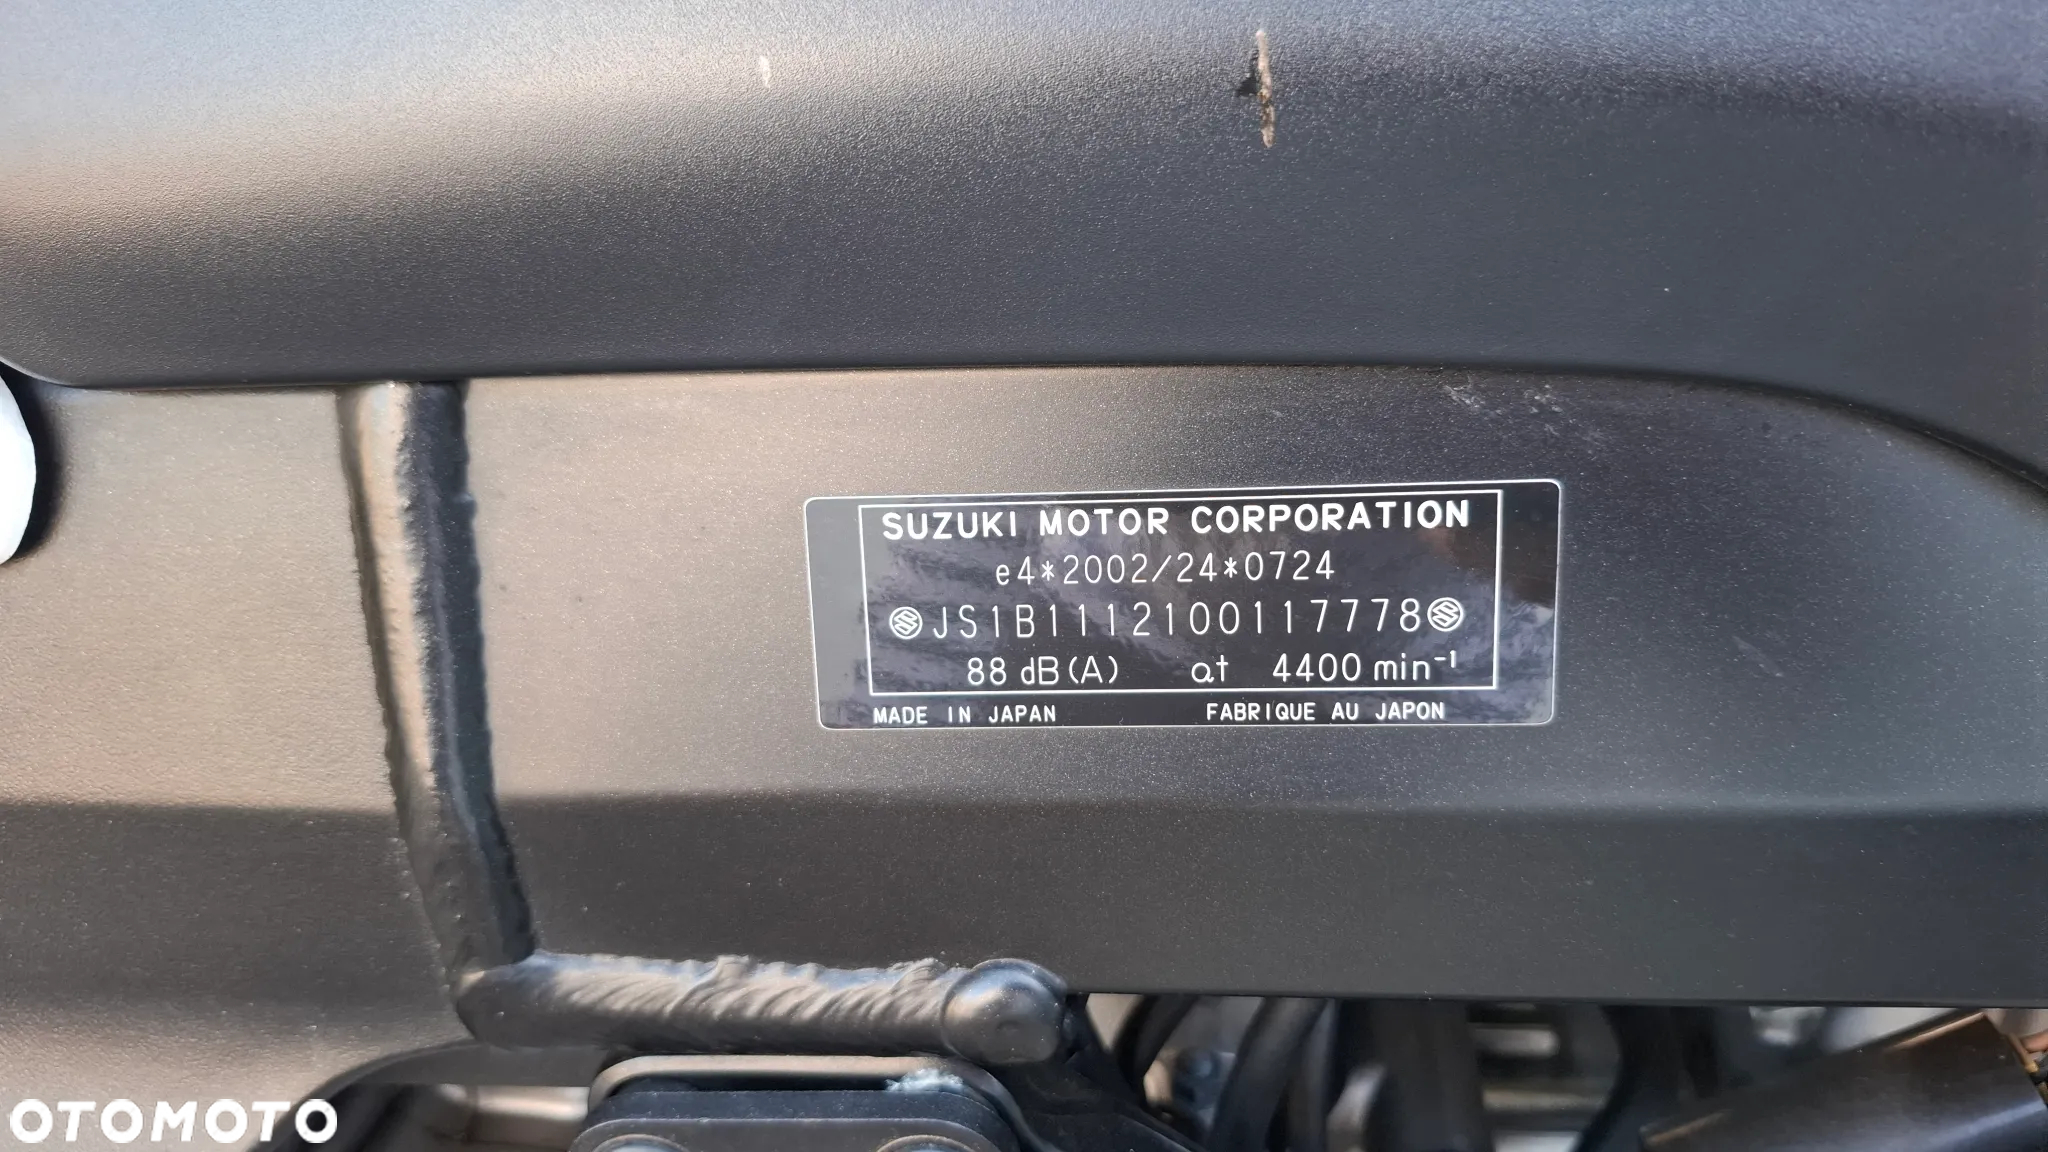 SUZUKI MOTOR CORPORATION
e4*2002/24*0724
JS1B1112100117778
88 dB(A) at 4400 min⁻¹
MADE IN JAPAN FABRIQUE AU JAPON
OTOMOTO